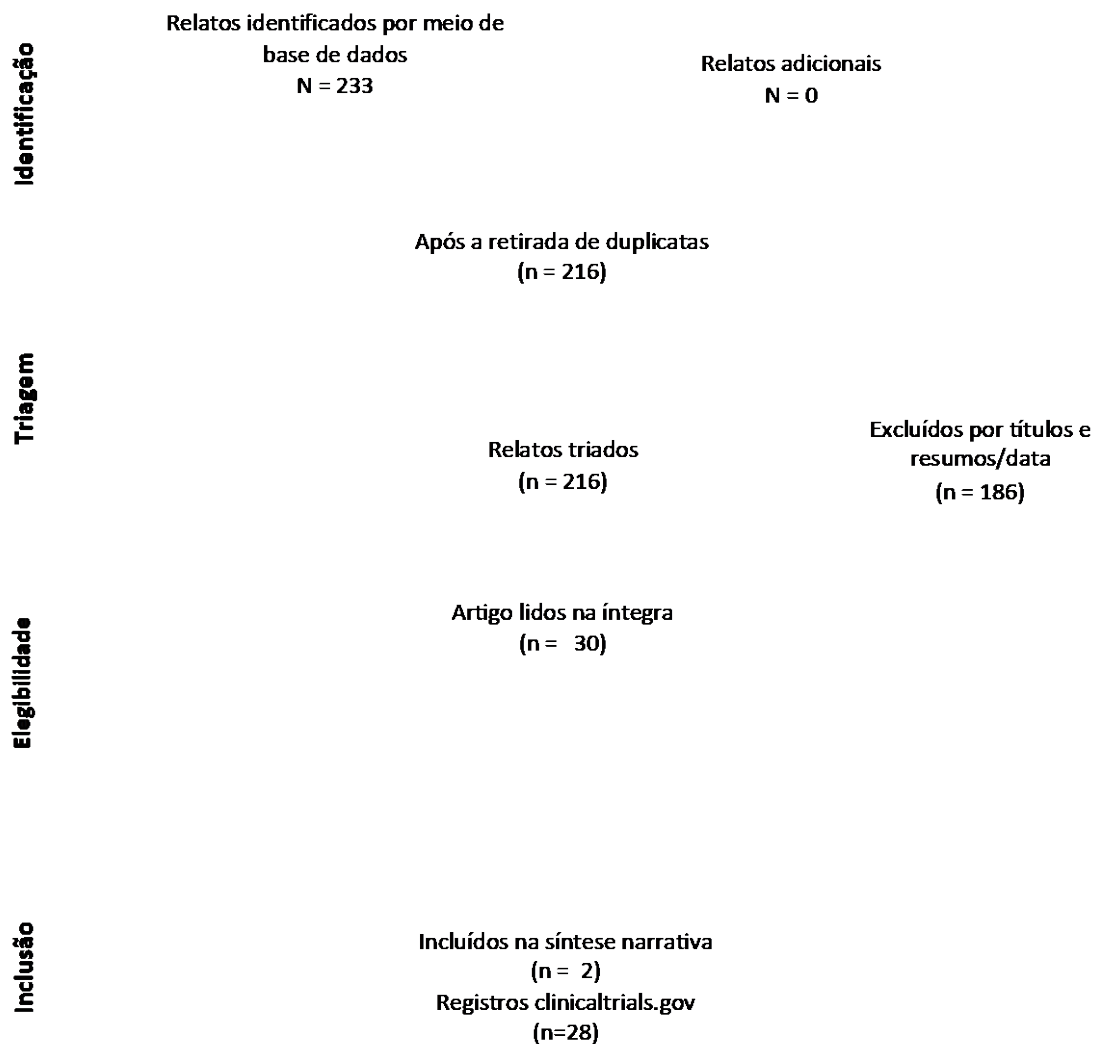 Identificação
Relatos identificados por meio de
base de dados
N = 233
Relatos adicionais
N = 0
Após a retirada de duplicatas
(n = 216)
Triagem
Relatos triados
(n = 216)
Excluídos por títulos e
resumos/data
(n = 186)
Elegibilidade
Artigo lidos na íntegra
(n = 30)
Inclusão
Incluídos na síntese narrativa
(n = 2)
Registros clinicaltrials.gov
(n=28)